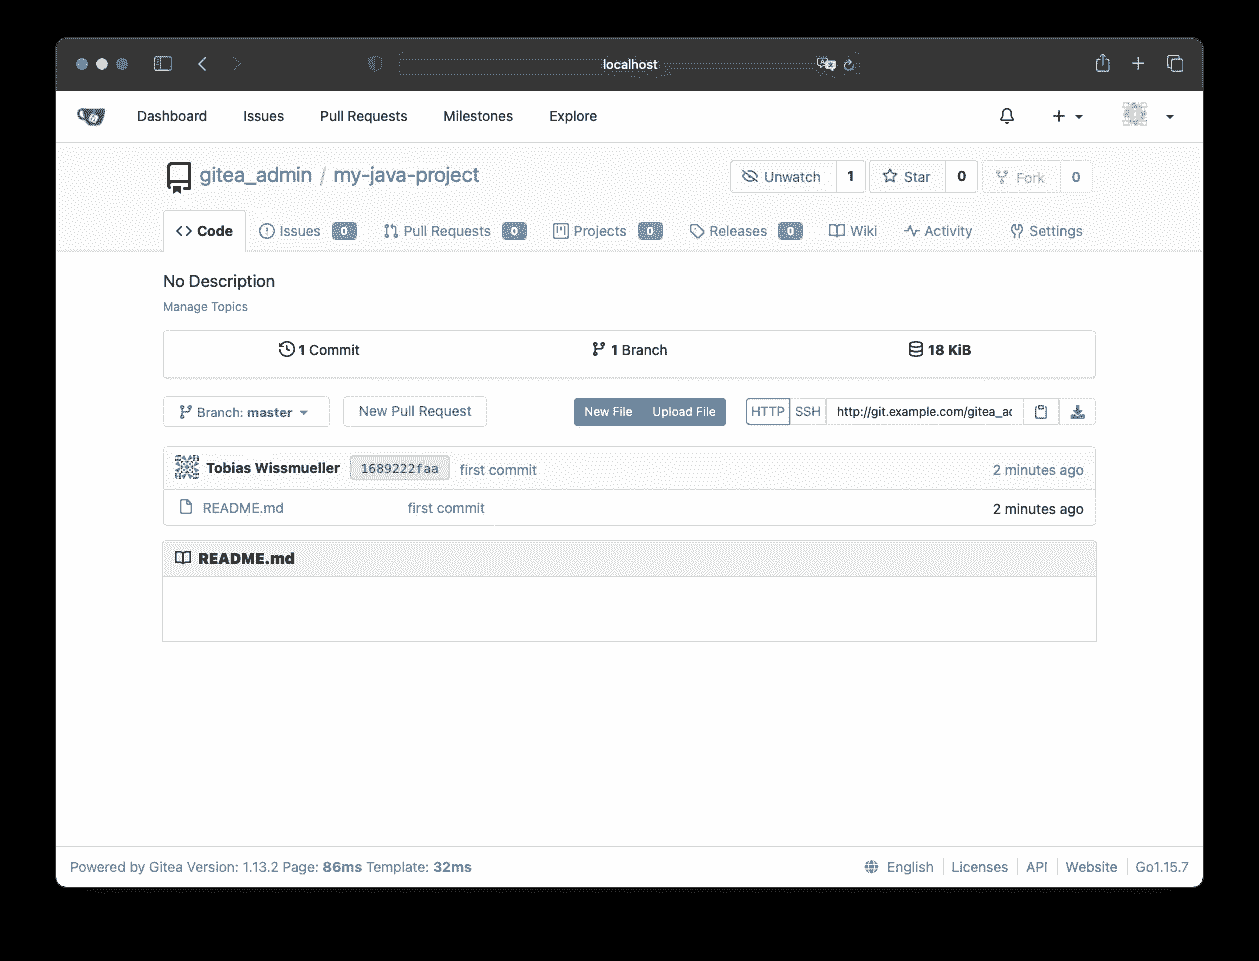 localhost
Dashboard Issues Pull Requests Milestones Explore
gitea_admin / my-java-project Unwatch 1 Star 0 Fork 0
Code Issues 0 Pull Requests 0 Projects 0 Releases 0 Wiki Activity Settings
No Description
Manage Topics
1 Commit 1 Branch 18 KiB
Branch: master New Pull Request New File Upload File HTTP SSH http://git.example.com/gitea_ac
Tobias Wissmueller 1689222faa first commit 2 minutes ago
README.md first commit 2 minutes ago
README.md
Powered by Gitea Version: 1.13.2 Page: 86ms Template: 32ms English Licenses API Website Go1.15.7